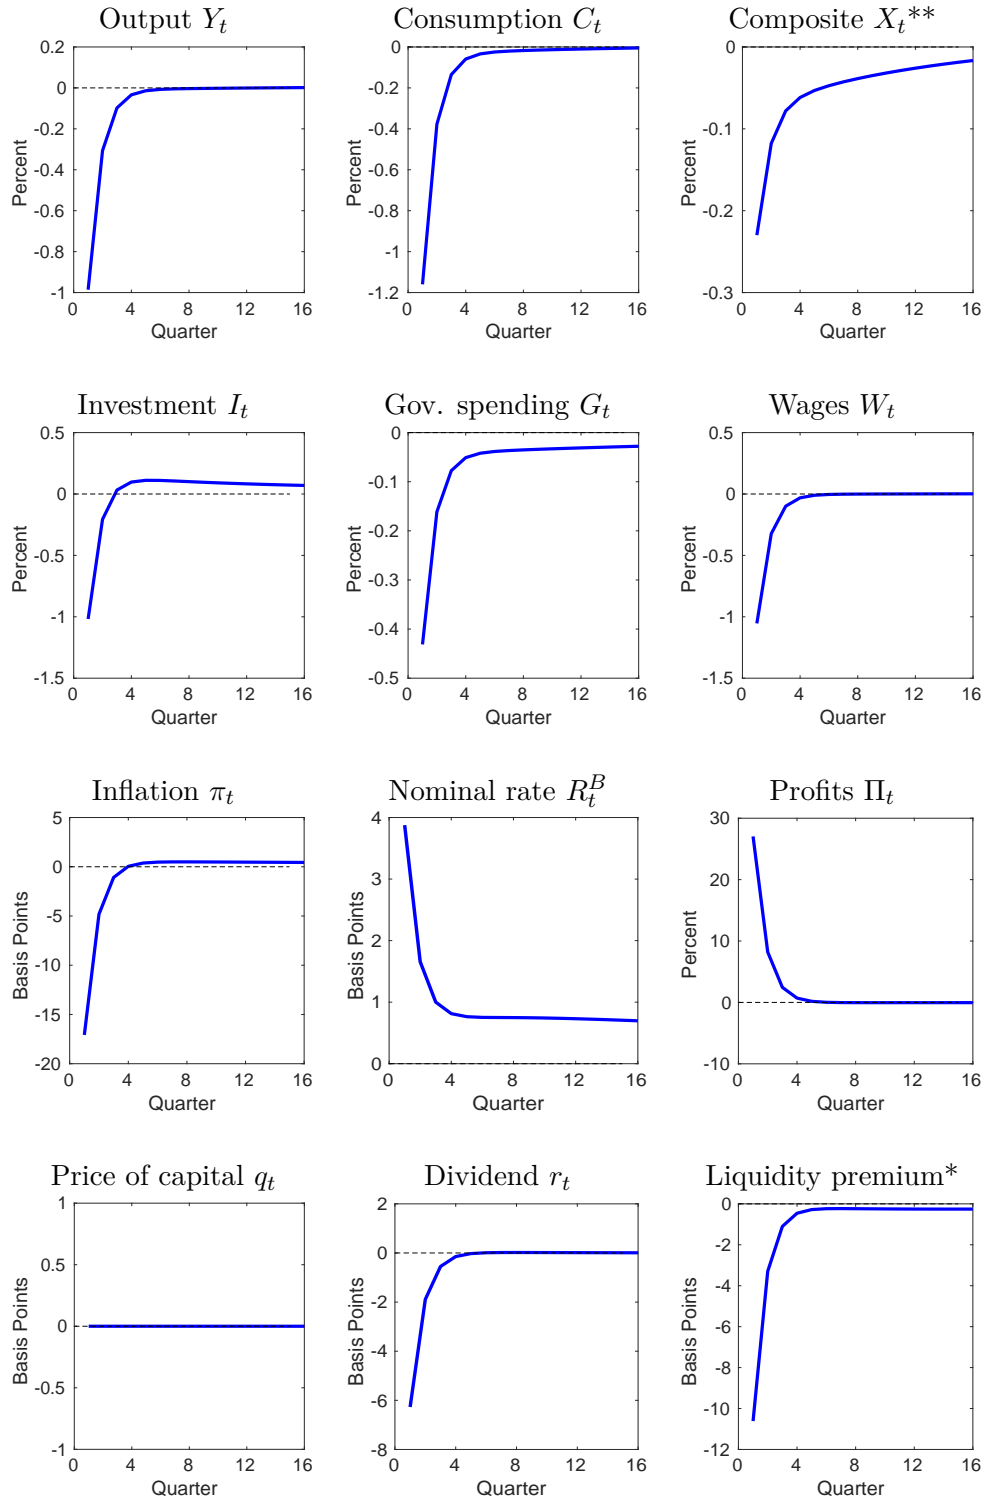 Output Y_t
Consumption C_t
Composite X_t**
0.2
0
-0.2
-0.4
-0.6
-0.8
-1
Percent
0 4 8 12 16
Quarter
0
-0.2
-0.4
-0.6
-0.8
-1
-1.2
Percent
0 4 8 12 16
Quarter
0
-0.1
-0.2
-0.3
Percent
0 4 8 12 16
Quarter
Investment I_t
Gov. spending G_t
Wages W_t
0.5
0
-0.5
-1
-1.5
Percent
0 4 8 12 16
Quarter
0
-0.1
-0.2
-0.3
-0.4
-0.5
Percent
0 4 8 12 16
Quarter
0.5
0
-0.5
-1
-1.5
Percent
0 4 8 12 16
Quarter
Inflation π_t
Nominal rate R_t^B
Profits Π_t
5
0
-5
-10
-15
-20
Basis Points
0 4 8 12 16
Quarter
4
3
2
1
0
Basis Points
0 4 8 12 16
Quarter
30
20
10
0
-10
Percent
0 4 8 12 16
Quarter
Price of capital q_t
Dividend r_t
Liquidity premium*
1
0.5
0
-0.5
-1
Basis Points
0 4 8 12 16
Quarter
2
0
-2
-4
-6
-8
Basis Points
0 4 8 12 16
Quarter
0
-2
-4
-6
-8
-10
-12
Basis Points
0 4 8 12 16
Quarter